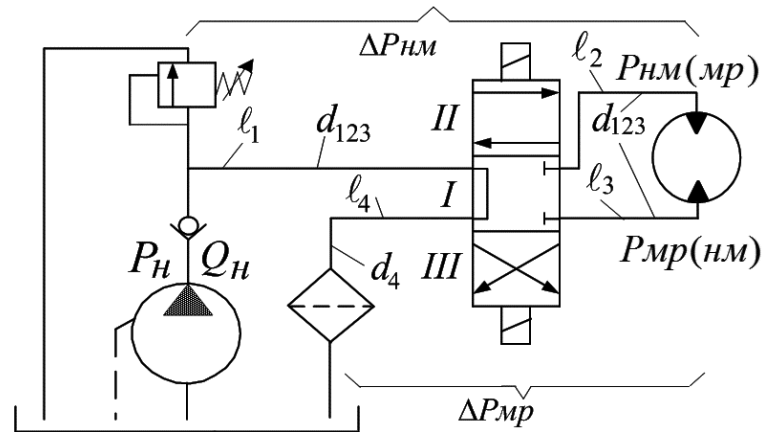 ΔPнм
ℓ2
Pнм(мр)
ℓ1
d123
II
d123
ℓ4
I
ℓ3
Pн Qн
d4
III
Pмр(нм)
ΔPмр